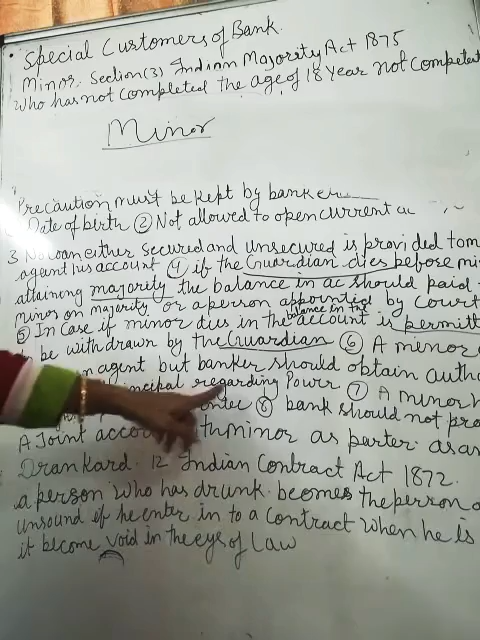 • Special Customers of Bank.
Minor. Section(3) Indian Majority Act 1875
Who has not completed the age of 18 Year not Competent
Minor
Precaution must be kept by banker
Date of birth ② Not allowed to open current a
3 No loan either secured and unsecured is provided to
account ④ if the Guardian dies before mi
attaining majority the balance in ac should paid
minor on majority or a person appointed by Court
⑤ In Case if minor dies in the balance in the account is permitt
be withdrawn by the Guardian ⑥ A minor
agent but banker should obtain auth
principal regarding Power ⑦ A minor
⑧ bank should not pro
A Joint minor as parter. as an
Drankard. 12 Indian Contract Act 1872.
a person who has drunk. becomes the person
unsound if he enter in to a Contract when he is
it become void in the eye of Law